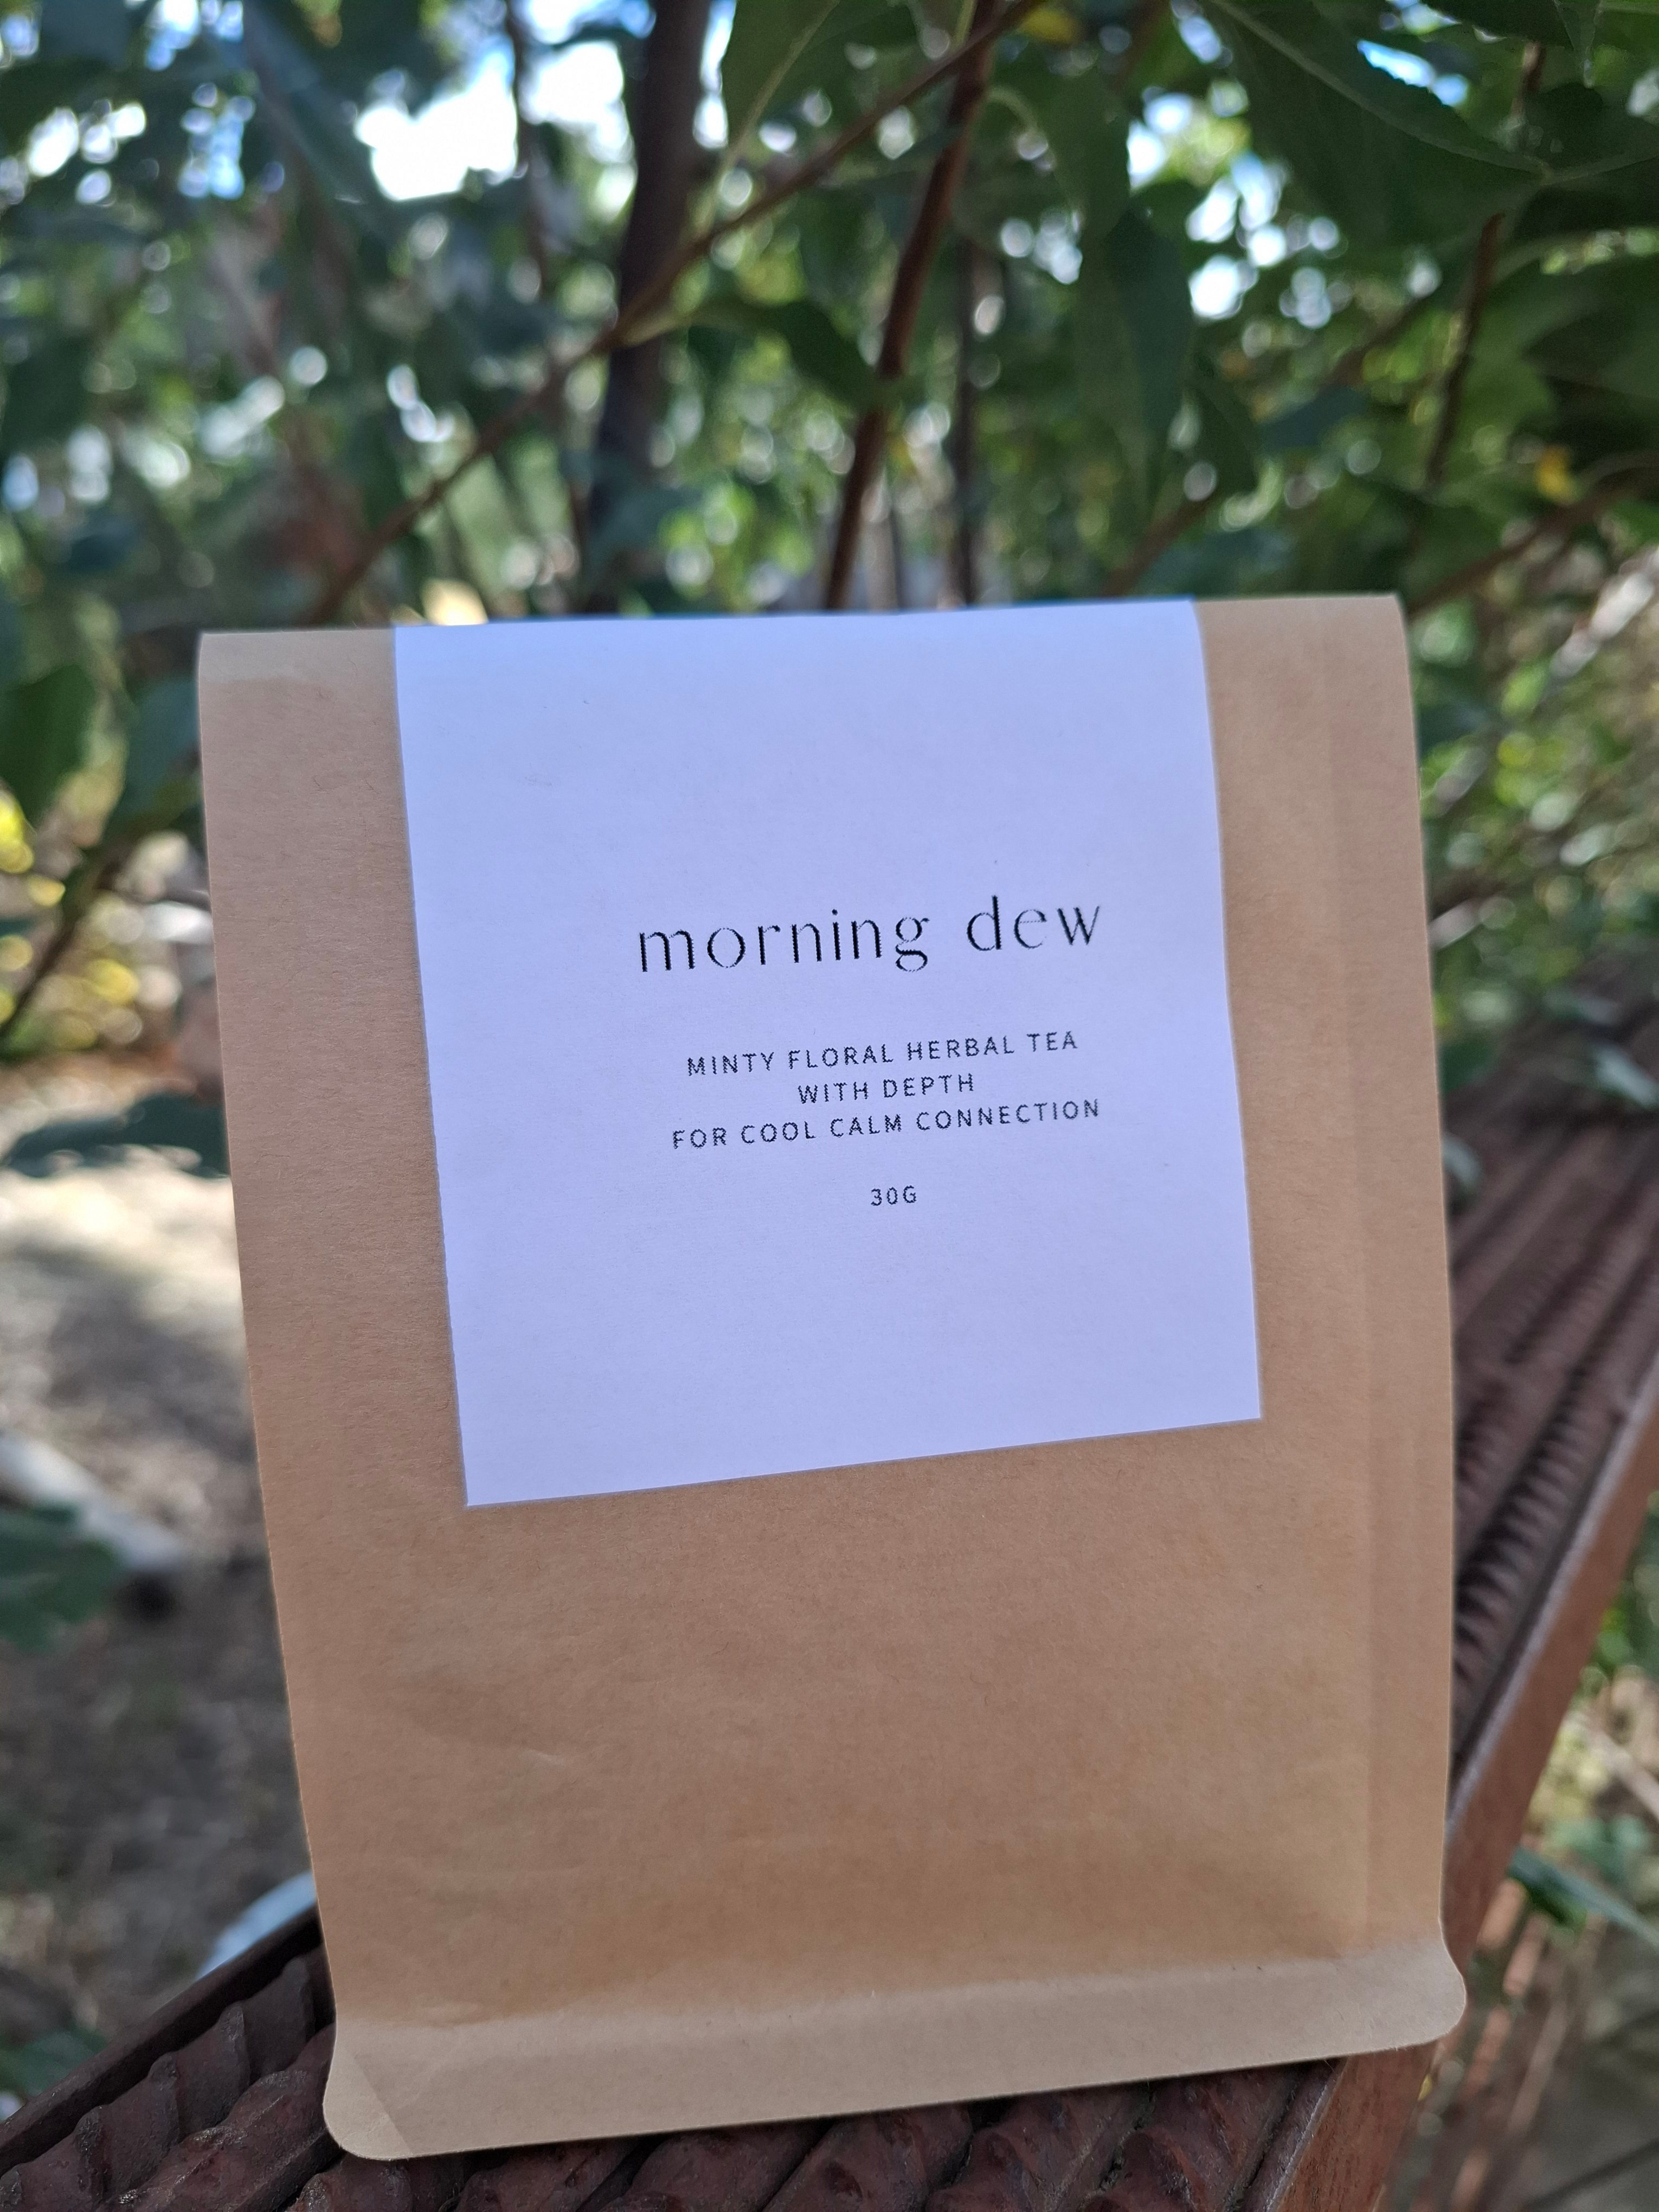 morning dew
MINTY FLORAL HERBAL TEA
WITH DEPTH
FOR COOL CALM CONNECTION
30G